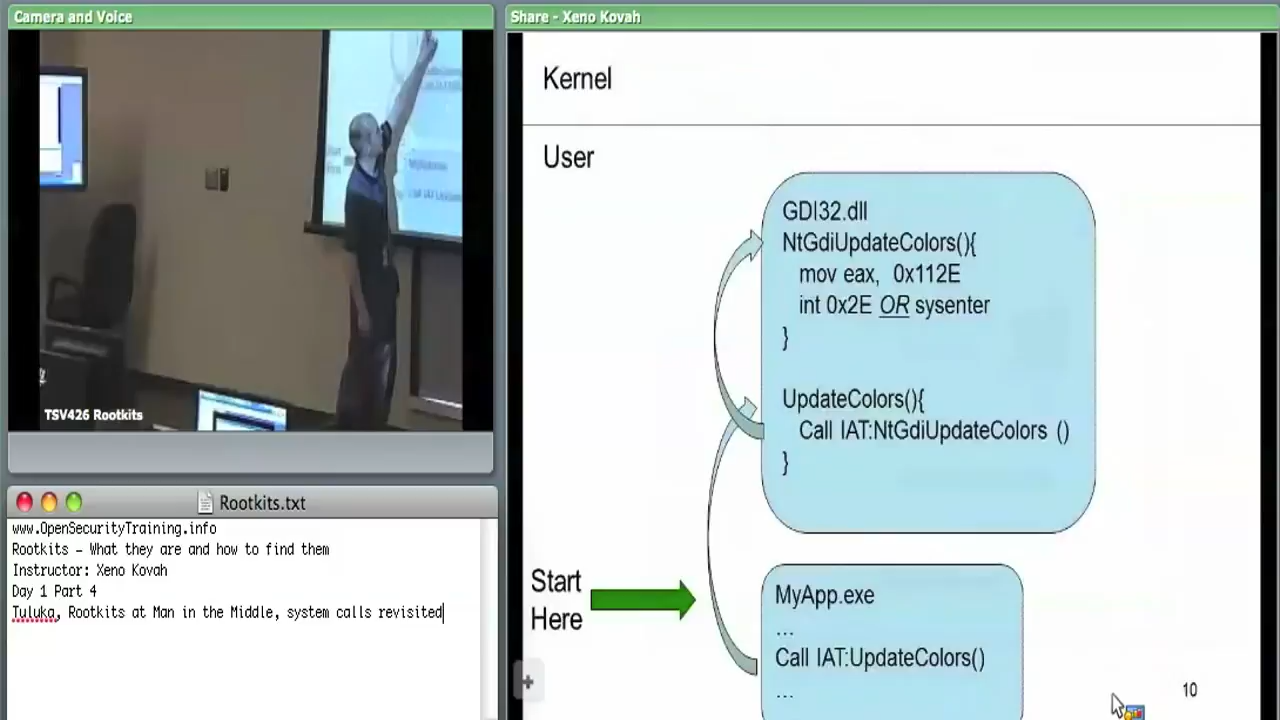 Camera and Voice
TSV426 Rootkits
Rootkits.txt
www.OpenSecurityTraining.info
Rootkits – What they are and how to find them
Instructor: Xeno Kovah
Day 1 Part 4
Tuluka, Rootkits at Man in the Middle, system calls revisited
Share - Xeno Kovah
Kernel
User
GDI32.dll
NtGdiUpdateColors(){
mov eax, 0x112E
int 0x2E OR sysenter
}
UpdateColors(){
Call IAT:NtGdiUpdateColors ()
}
Start
Here
MyApp.exe
...
Call IAT:UpdateColors()
...
10